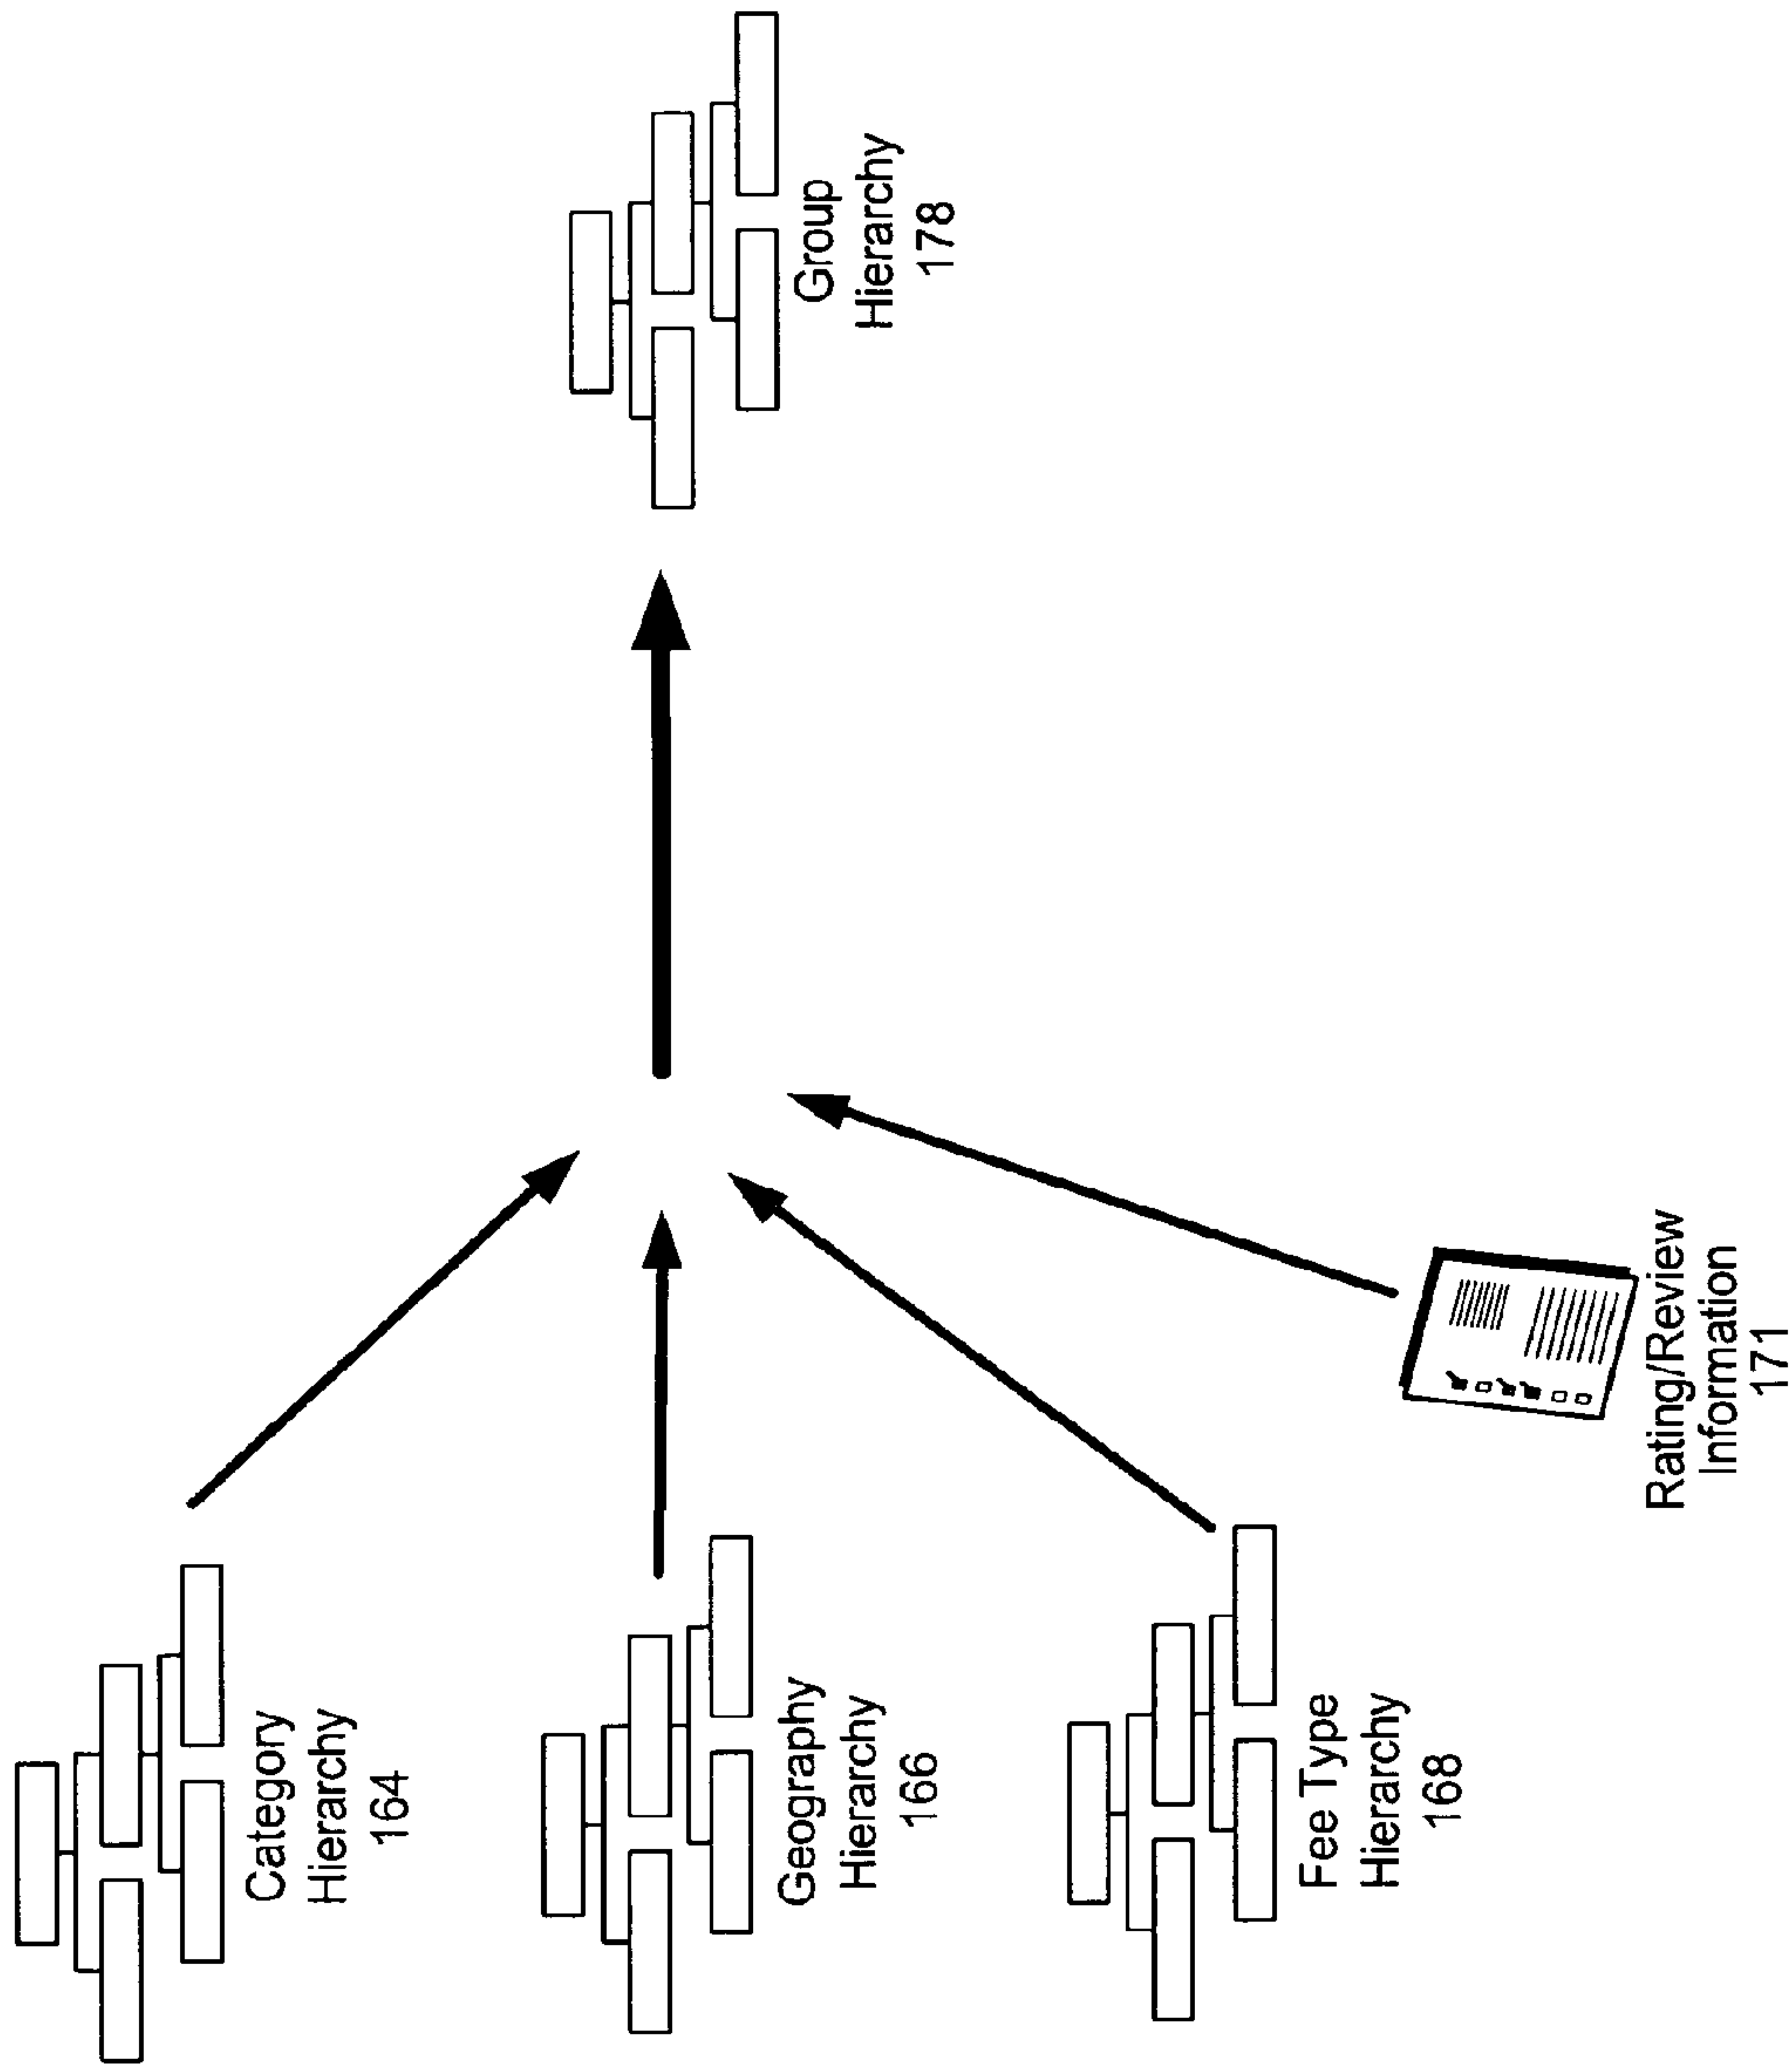 Category
Hierarchy
164
Geography
Hierarchy
166
Fee Type
Hierarchy
168
Rating/Review
Information
171
Group
Hierarchy
178